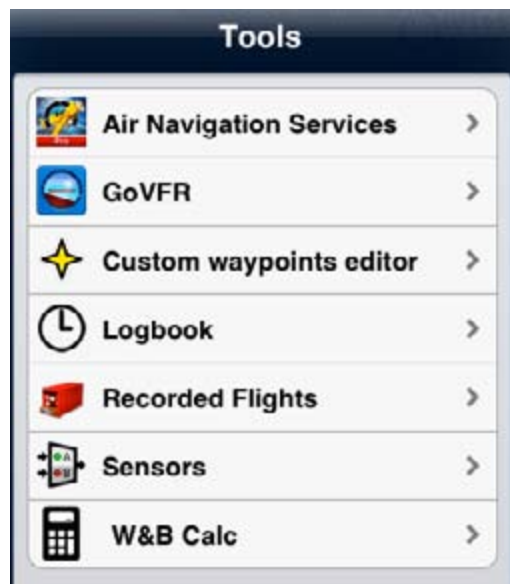 Tools
Air Navigation Services
GoVFR
Custom waypoints editor
Logbook
Recorded Flights
Sensors
W&B Calc